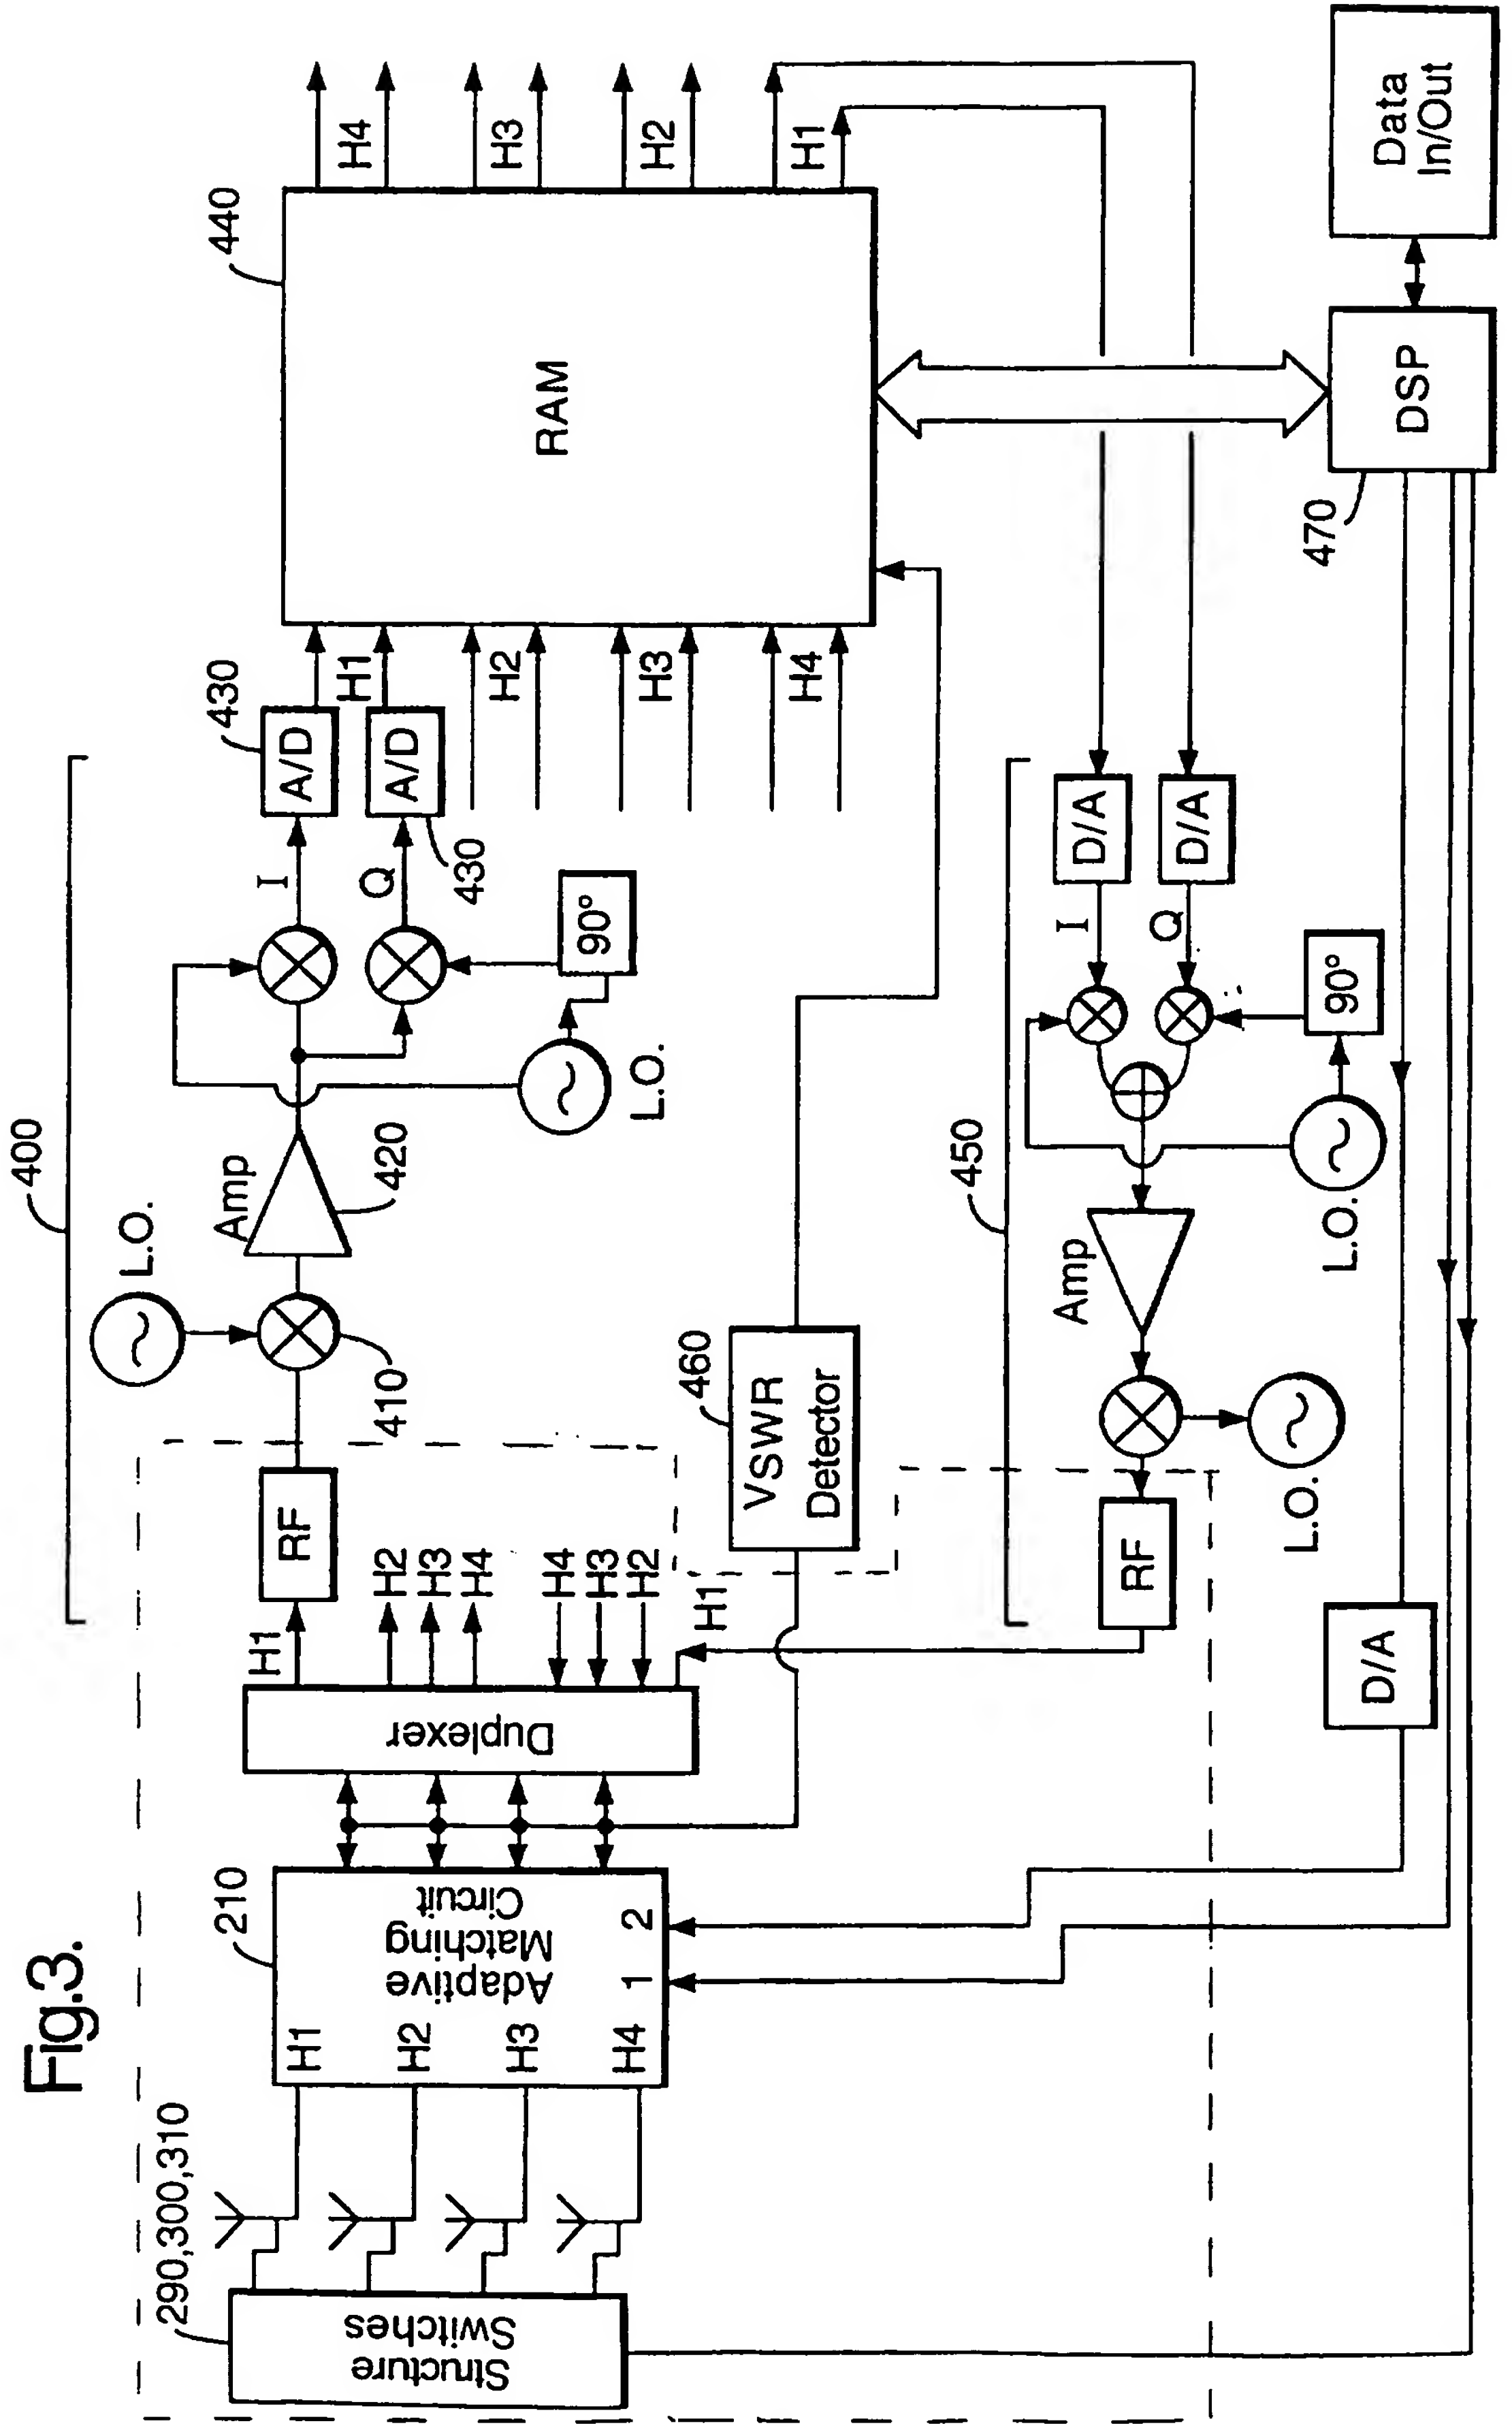 Fig.3.
400
L.O.
Amp
I
430
A/D
H1
440
H4
H3
H2
H1
RAM
RF
H1
410
420
Q
A/D
430
90°
L.O.
H2
H3
H4
290,300,310
Structure
Switches
210
H1
H2
H3
H4
Adaptive
Matching
Circuit
1
2
Duplexer
H2
H3
H4
H4
H3
H2
H1
460
VSWR
Detector
450
RF
Amp
L.O.
I
Q
D/A
D/A
90°
L.O.
D/A
470
DSP
Data
In/Out